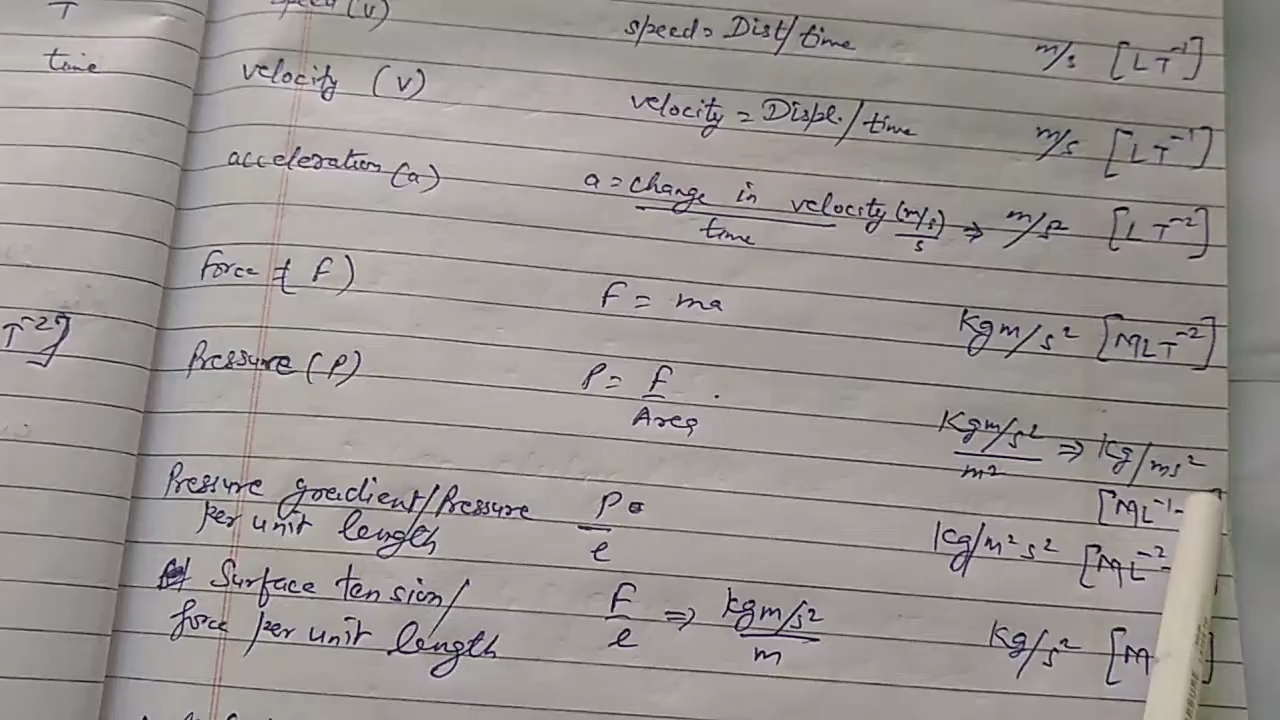 T
time
T⁻²]
speed (v)
speed = Dist/time
m/s [LT⁻¹]
velocity (v)
velocity = Displ./time
m/s [LT⁻¹]
acceleration (a)
a = change in velocity (m/s)
time s
⇒ m/s² [LT⁻²]
force (F)
F = ma
Kgm/s² [MLT⁻²]
Pressure (P)
P = F
Area
Kgm/s² ⇒ Kg/ms²
m²
[ML⁻¹
Pressure gradient/Pressure
per unit length
P
l
Kg/m²s² [ML⁻²
Surface tension/
force per unit length
F ⇒ Kgm/s²
l m
Kg/s² [M